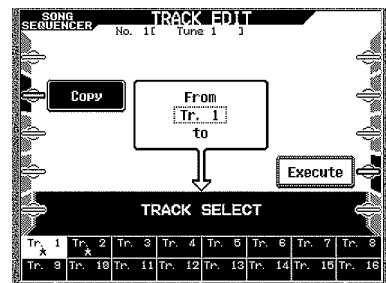 SONG SEQUENCER TRACK EDIT
No. 1[ Tune 1 ]
Copy
From
Tr. 1
to
Execute
TRACK SELECT
Tr. 1 Tr. 2 Tr. 3 Tr. 4 Tr. 5 Tr. 6 Tr. 7 Tr. 8
* *
Tr. 9 Tr. 10 Tr. 11 Tr. 12 Tr. 13 Tr. 14 Tr. 15 Tr. 16